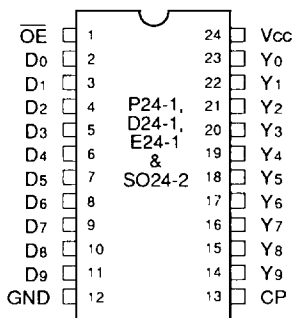 O̅E̅ 1 24 Vcc
D0 2 23 Y0
D1 3 22 Y1
D2 4 P24-1, 21 Y2
D3 5 D24-1, 20 Y3
D4 6 E24-1 19 Y4
D5 7 & 18 Y5
D6 8 SO24-2 17 Y6
D7 9 16 Y7
D8 10 15 Y8
D9 11 14 Y9
GND 12 13 CP